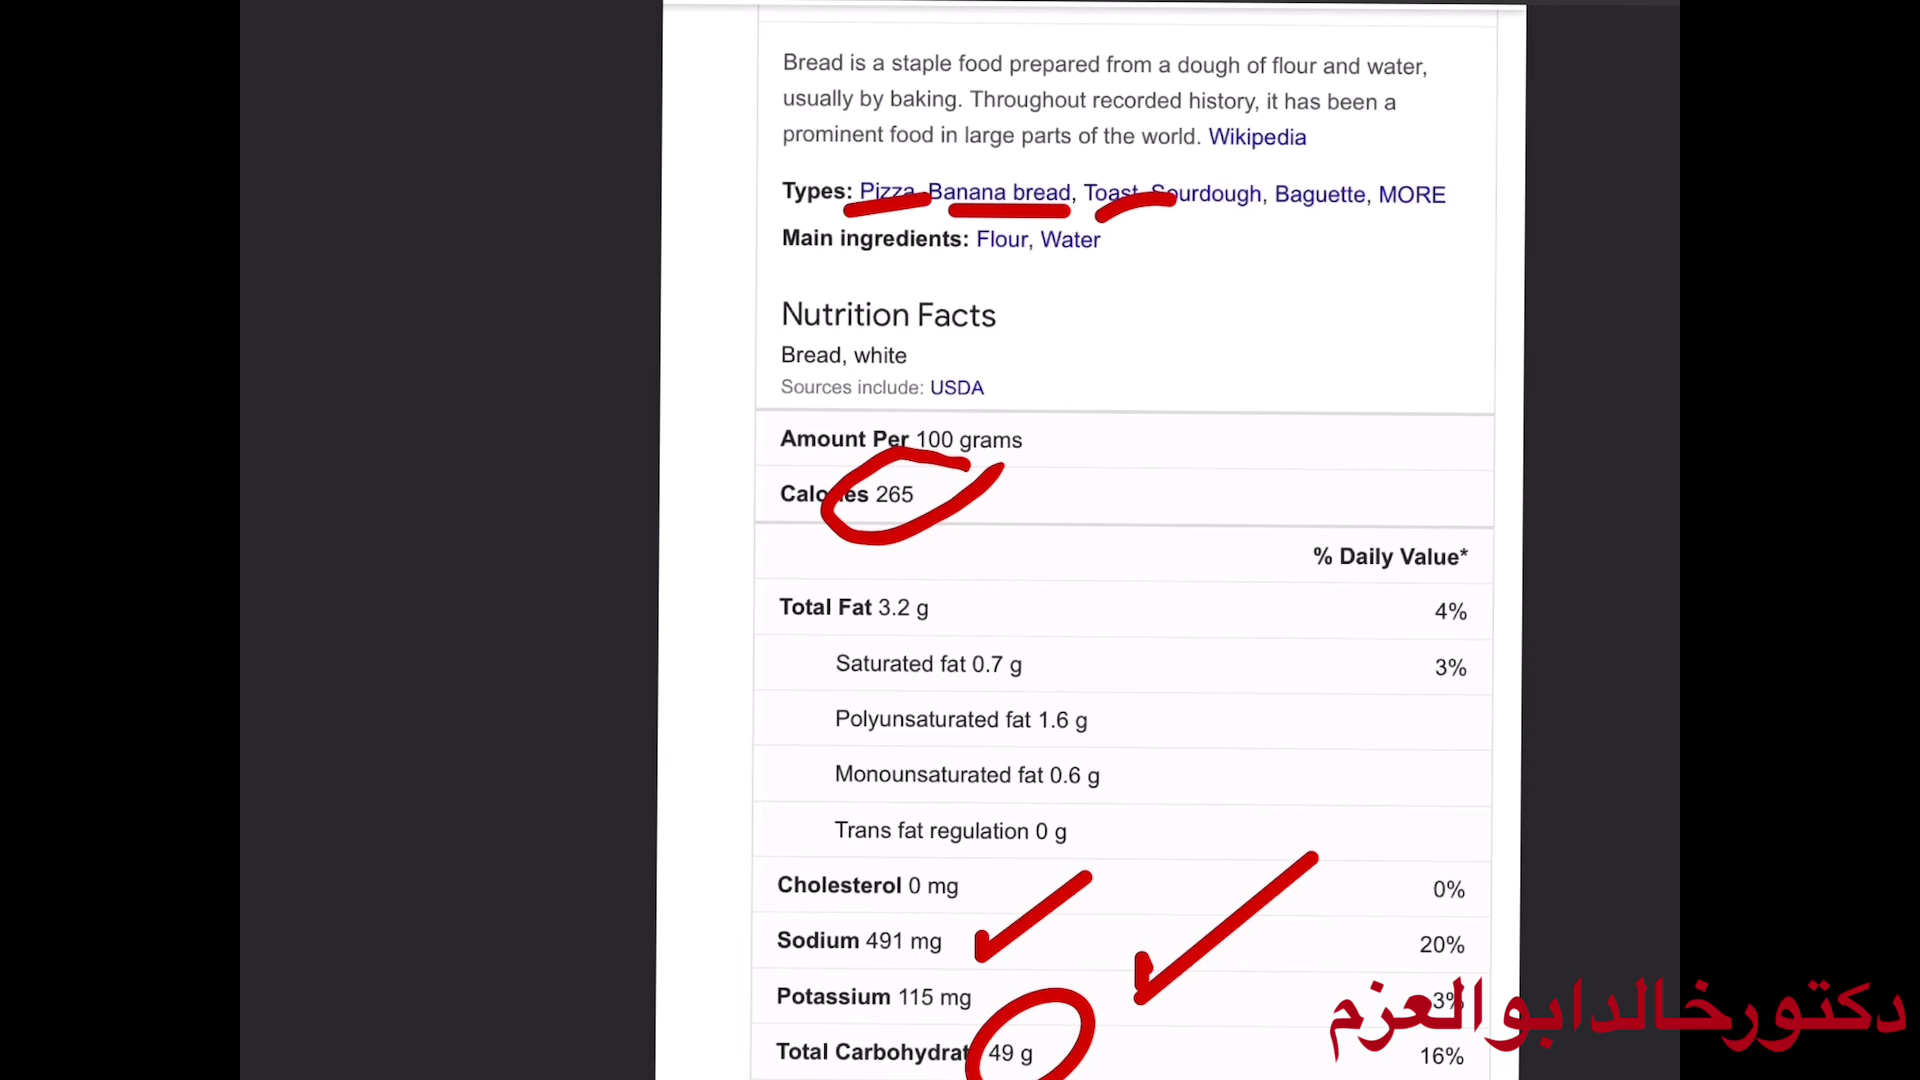 Bread is a staple food prepared from a dough of flour and water,
usually by baking. Throughout recorded history, it has been a
prominent food in large parts of the world. Wikipedia
Types: Pizza, Banana bread, Toast, Sourdough, Baguette, MORE
Main ingredients: Flour, Water
Nutrition Facts
Bread, white
Sources include: USDA
Amount Per 100 grams
Calories 265
% Daily Value*
Total Fat 3.2 g 4%
Saturated fat 0.7 g 3%
Polyunsaturated fat 1.6 g
Monounsaturated fat 0.6 g
Trans fat regulation 0 g
Cholesterol 0 mg 0%
Sodium 491 mg 20%
Potassium 115 mg 3%
Total Carbohydrat 49 g 16%
دكتورخالدابوالعزم